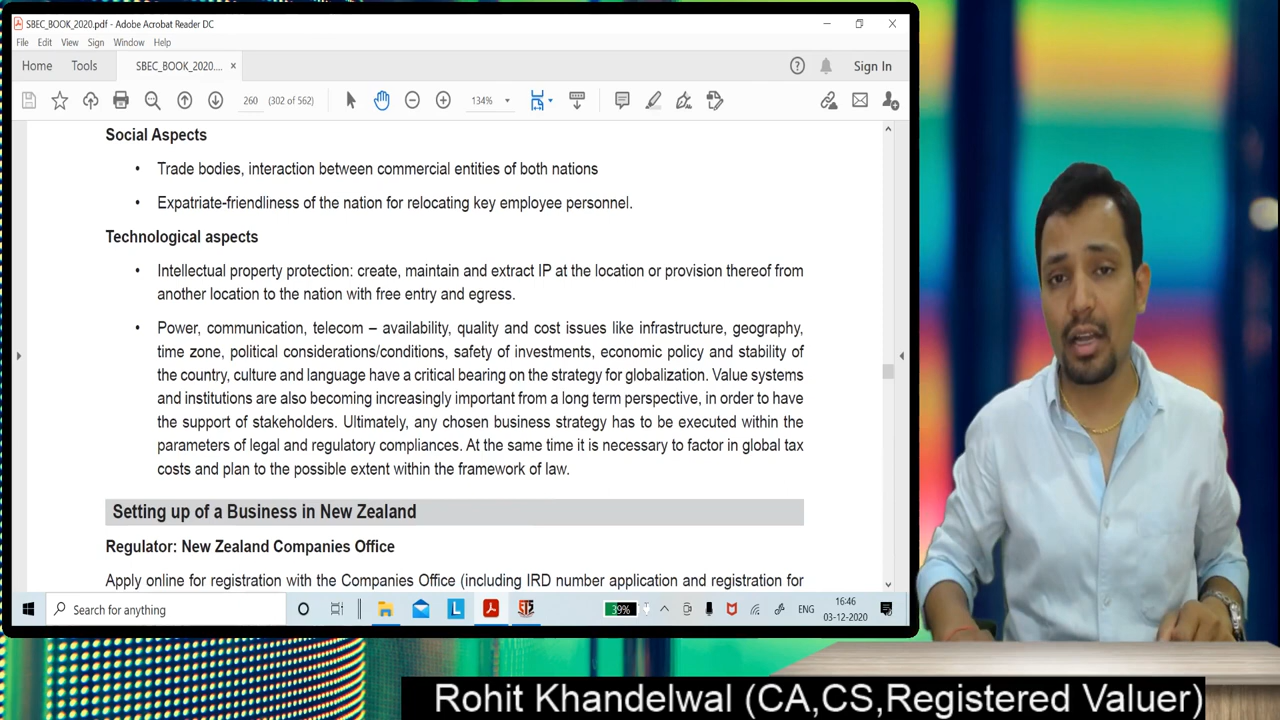 SBEC_BOOK_2020.pdf - Adobe Acrobat Reader DC
File Edit View Sign Window Help
Home Tools SBEC_BOOK_2020.... × Sign In
260 (302 of 562) 134%
Social Aspects
• Trade bodies, interaction between commercial entities of both nations
• Expatriate-friendliness of the nation for relocating key employee personnel.
Technological aspects
• Intellectual property protection: create, maintain and extract IP at the location or provision thereof from
another location to the nation with free entry and egress.
• Power, communication, telecom – availability, quality and cost issues like infrastructure, geography,
time zone, political considerations/conditions, safety of investments, economic policy and stability of
the country, culture and language have a critical bearing on the strategy for globalization. Value systems
and institutions are also becoming increasingly important from a long term perspective, in order to have
the support of stakeholders. Ultimately, any chosen business strategy has to be executed within the
parameters of legal and regulatory compliances. At the same time it is necessary to factor in global tax
costs and plan to the possible extent within the framework of law.
Setting up of a Business in New Zealand
Regulator: New Zealand Companies Office
Apply online for registration with the Companies Office (including IRD number application and registration for
Search for anything L 39% ENG 16:46
03-12-2020
Rohit Khandelwal (CA,CS,Registered Valuer)